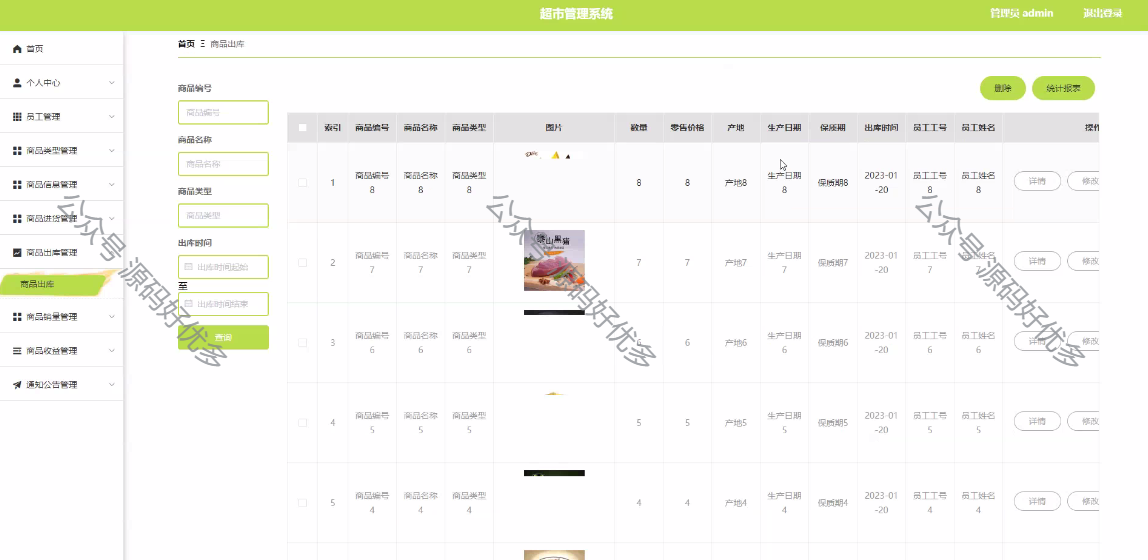 超市管理系统
管理员 admin
退出登录
首页
个人中心
员工管理
商品类型管理
商品信息管理
商品进货管理
商品出库管理
商品出库
商品销量管理
商品收益管理
通知公告管理
首页 商品出库
商品编号
商品编号
商品名称
商品名称
商品类型
商品类型
出库时间
出库时间起始
至
出库时间结束
查询
删除 统计报表
索引 商品编号 商品名称 商品类型 图片 数量 零售价格 产地 生产日期 保质期 出库时间 员工工号 员工姓名 操作
1 商品编号8 商品名称8 商品类型8 8 8 产地8 生产日期8 保质期8 2023-01-20 员工工号8 员工姓名8 详情 修改
2 商品编号7 商品名称7 商品类型7 7 7 产地7 生产日期7 保质期7 2023-01-20 员工工号7 员工姓名7 详情 修改
3 商品编号6 商品名称6 商品类型6 6 6 产地6 生产日期6 保质期6 2023-01-20 员工工号6 员工姓名6 详情 修改
4 商品编号5 商品名称5 商品类型5 5 5 产地5 生产日期5 保质期5 2023-01-20 员工工号5 员工姓名5 详情 修改
5 商品编号4 商品名称4 商品类型4 4 4 产地4 生产日期4 保质期4 2023-01-20 员工工号4 员工姓名4 详情 修改
公众号 源码好优多
公众号 源码好优多
公众号 源码好优多